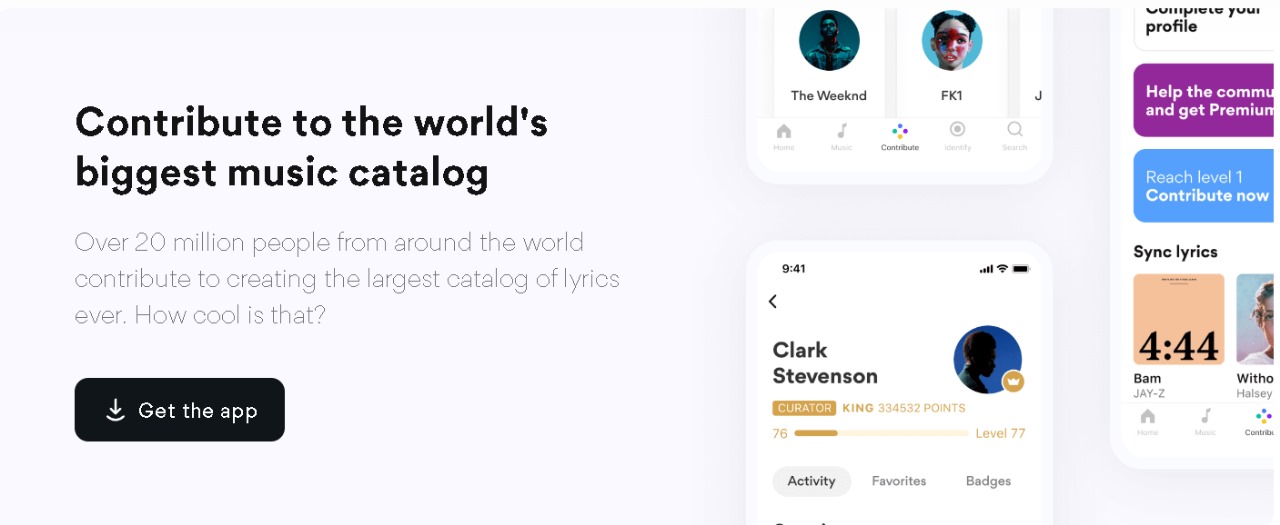 Contribute to the world's
biggest music catalog
Over 20 million people from around the world
contribute to creating the largest catalog of lyrics
ever. How cool is that?
Get the app
The Weeknd
FK1
J
Home
Music
Contribute
Identify
Search
9:41
Clark
Stevenson
CURATOR KING 334532 POINTS
76
Level 77
Activity
Favorites
Badges
Complete your
profile
Help the commu
and get Premium
Reach level 1
Contribute now
Sync lyrics
4:44
Bam
JAY-Z
Witho
Halsey
Home
Music
Contrib